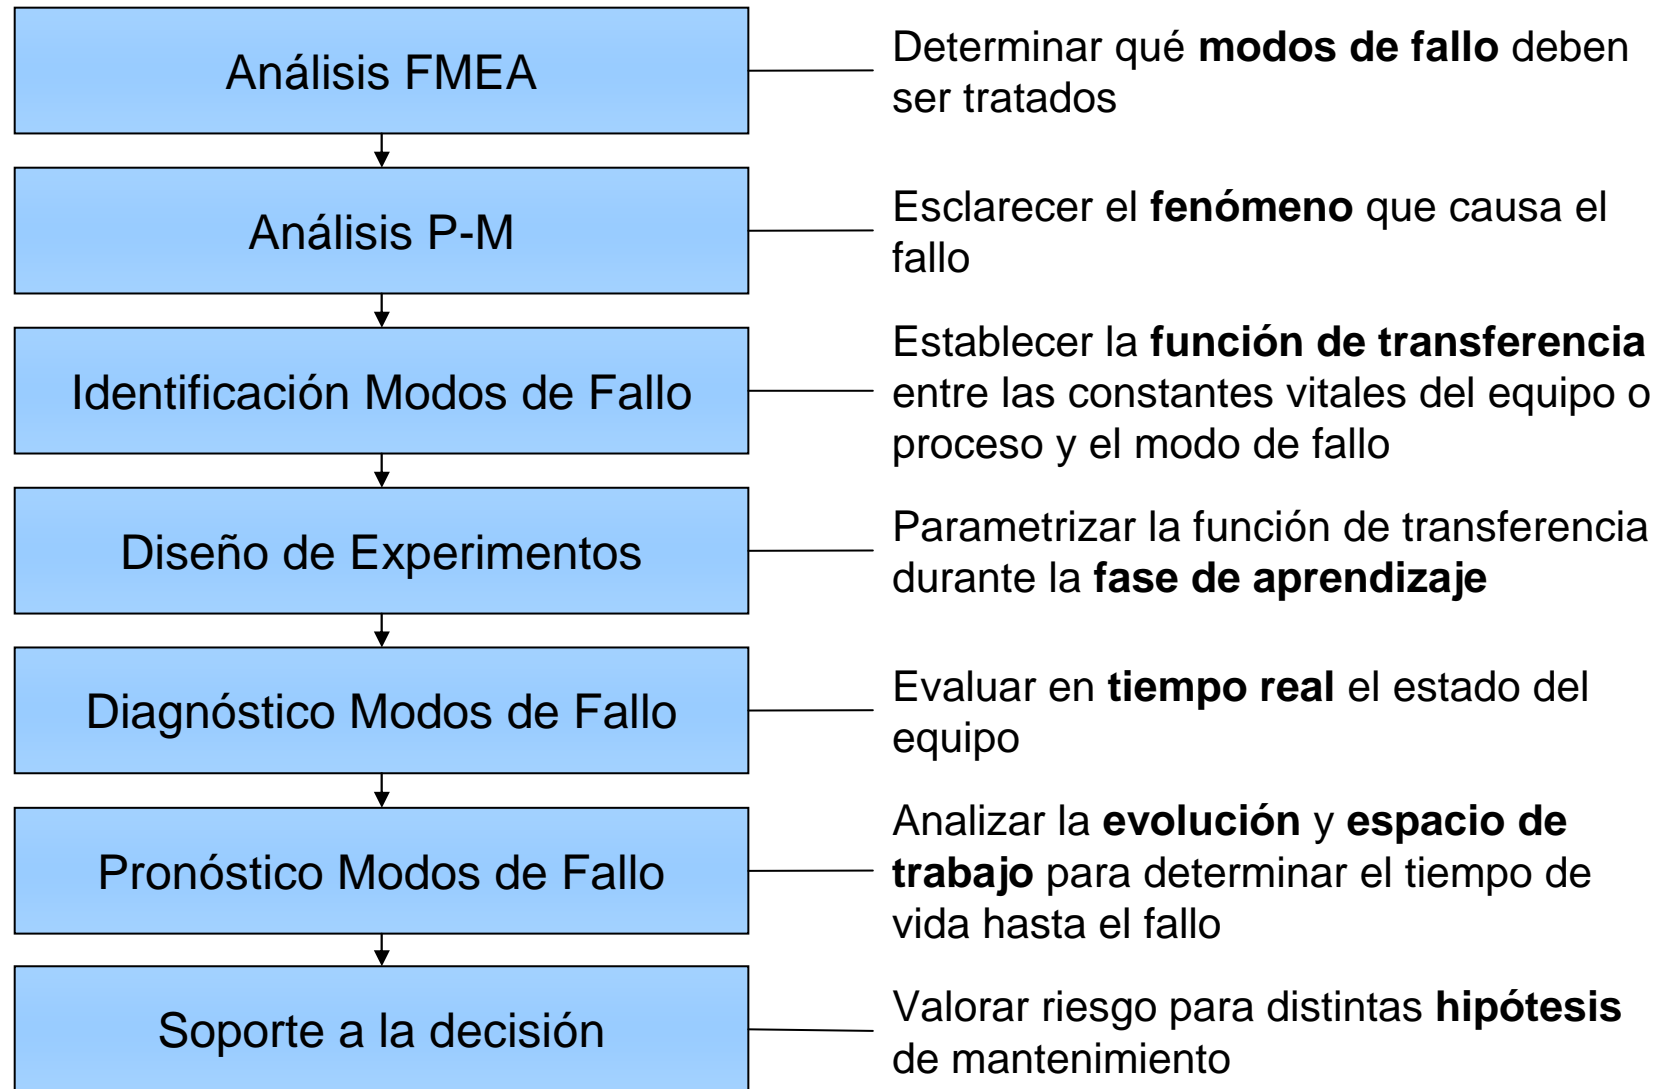 Análisis FMEA
Determinar qué modos de fallo deben
ser tratados
Análisis P-M
Esclarecer el fenómeno que causa el
fallo
Identificación Modos de Fallo
Establecer la función de transferencia
entre las constantes vitales del equipo o
proceso y el modo de fallo
Diseño de Experimentos
Parametrizar la función de transferencia
durante la fase de aprendizaje
Diagnóstico Modos de Fallo
Evaluar en tiempo real el estado del
equipo
Pronóstico Modos de Fallo
Analizar la evolución y espacio de
trabajo para determinar el tiempo de
vida hasta el fallo
Soporte a la decisión
Valorar riesgo para distintas hipótesis
de mantenimiento